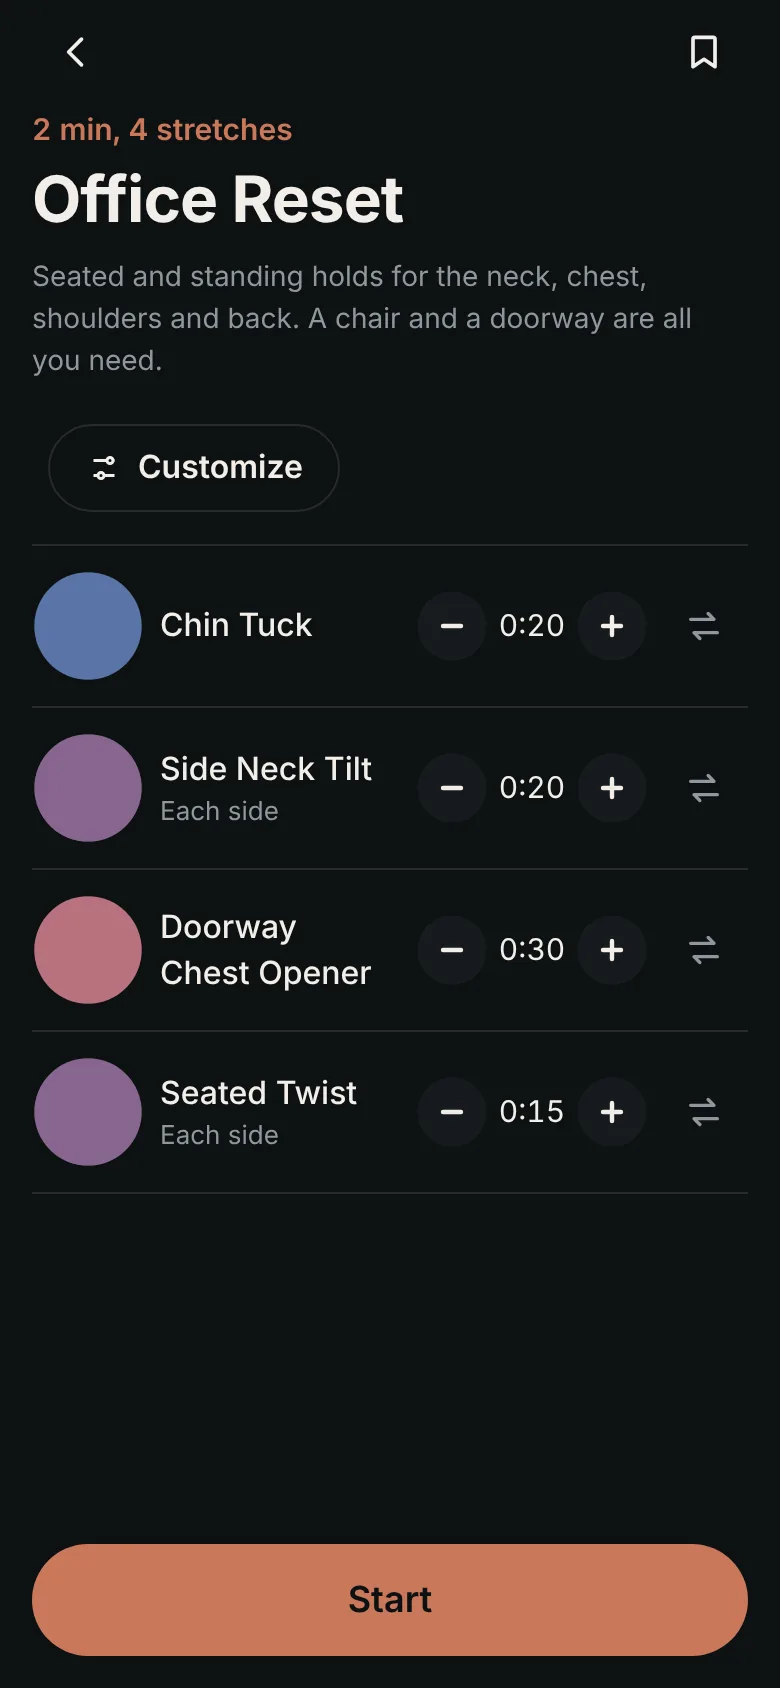 2 min, 4 stretches
Office Reset
Seated and standing holds for the neck, chest,
shoulders and back. A chair and a doorway are all
you need.
Customize
Chin Tuck
0:20
Side Neck Tilt
Each side
0:20
Doorway
Chest Opener
0:30
Seated Twist
Each side
0:15
Start